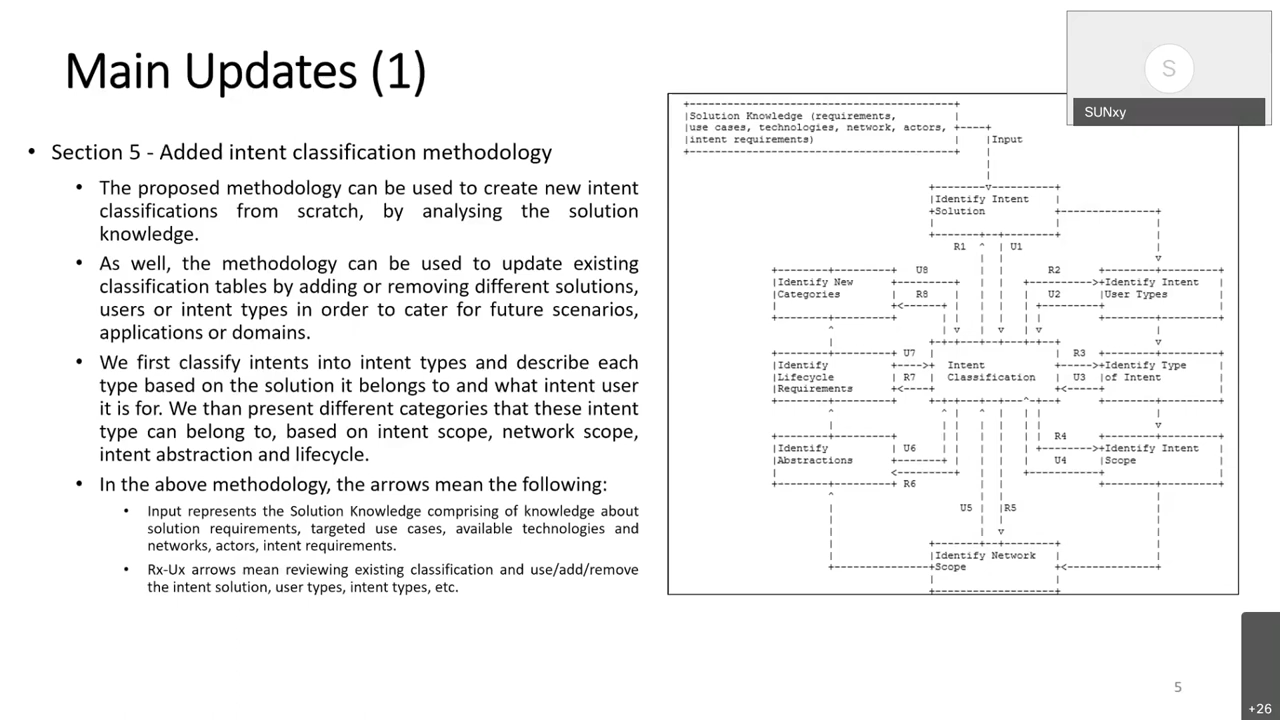 Main Updates (1)
• Section 5 - Added intent classification methodology
• The proposed methodology can be used to create new intent
classifications from scratch, by analysing the solution
knowledge.
• As well, the methodology can be used to update existing
classification tables by adding or removing different solutions,
users or intent types in order to cater for future scenarios,
applications or domains.
• We first classify intents into intent types and describe each
type based on the solution it belongs to and what intent user
it is for. We than present different categories that these intent
type can belong to, based on intent scope, network scope,
intent abstraction and lifecycle.
• In the above methodology, the arrows mean the following:
• Input represents the Solution Knowledge comprising of knowledge about
solution requirements, targeted use cases, available technologies and
networks, actors, intent requirements.
• Rx-Ux arrows mean reviewing existing classification and use/add/remove
the intent solution, user types, intent types, etc.
Solution Knowledge (requirements,
use cases, technologies, network, actors,
intent requirements)
Input
Identify Intent
Solution
R1 U1
U8 R2
Identify New
Categories
R8 U2
Identify Intent
User Types
U7 R3
Identify
Lifecycle
Requirements
R7 U3
Intent
Classification
Identify Type
of Intent
R4
Identify
Abstractions
U6
U4
Identify Intent
Scope
R6
U5 R5
Identify Network
Scope
S
SUNxy
5
+26